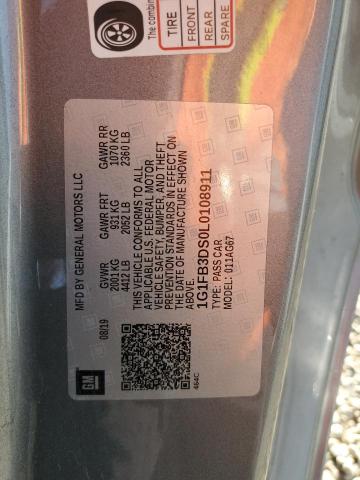 The combin
TIRE
FRONT
REAR
SPARE
MFD BY GENERAL MOTORS LLC
08/19 GVWR GAWR FRT GAWR RR
2001 KG 931 KG 1070 KG
4412 LB 2052 LB 2360 LB
THIS VEHICLE CONFORMS TO ALL
APPLICABLE U.S. FEDERAL MOTOR
VEHICLE SAFETY, BUMPER, AND THEFT
PREVENTION STANDARDS IN EFFECT ON
THE DATE OF MANUFACTURE SHOWN
ABOVE.
1G1FB3DS0L0108911
TYPE: PASS CAR
MODEL: 011AG67
GM
464C